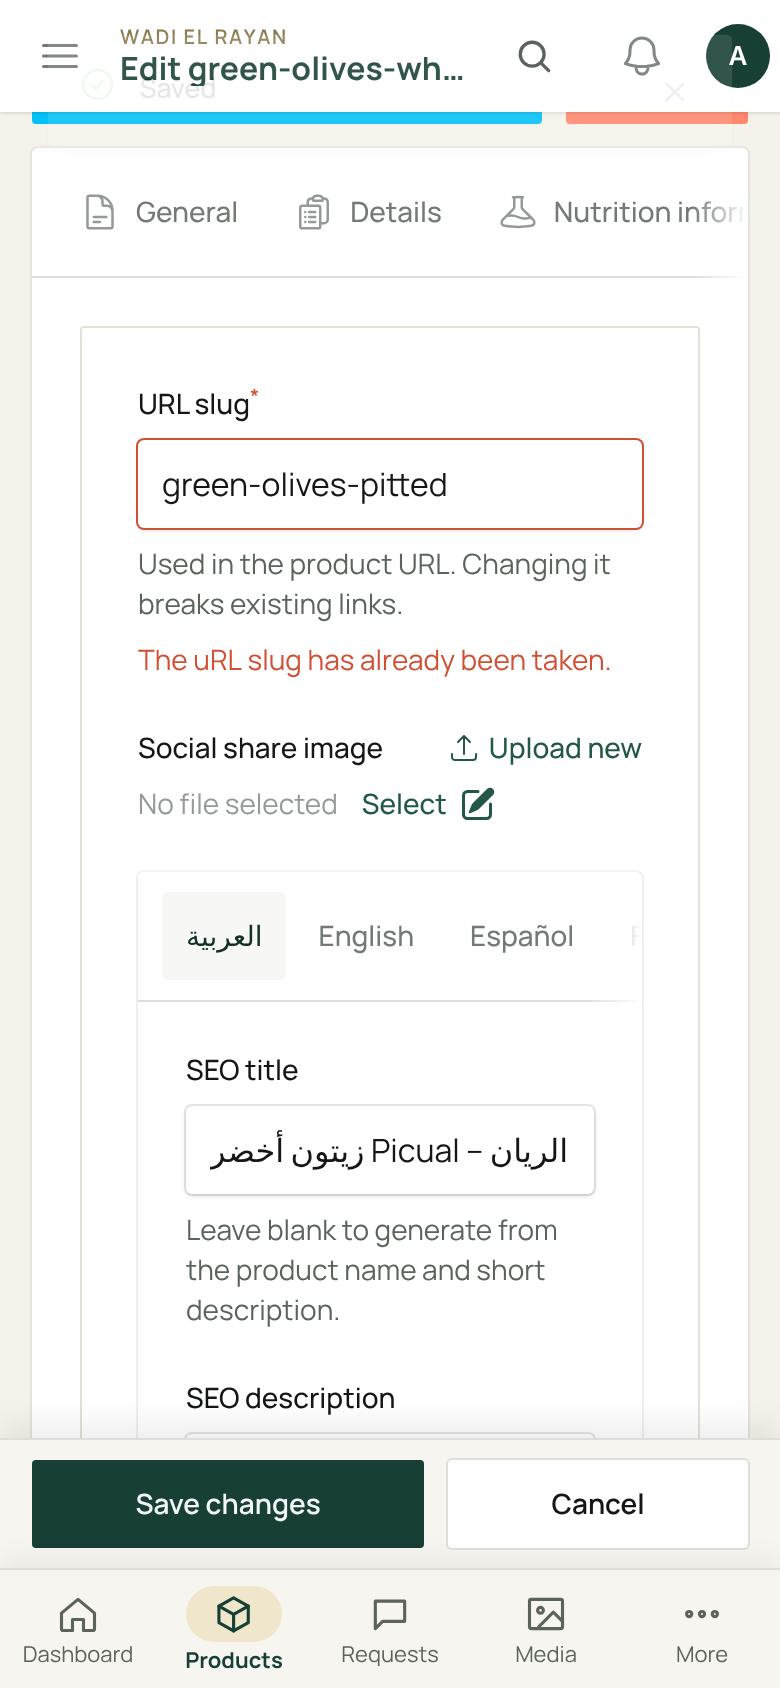 WADI EL RAYAN
Edit green-olives-wh...
Saved
A
General
Details
Nutrition infor
URL slug*
green-olives-pitted
Used in the product URL. Changing it
breaks existing links.
The uRL slug has already been taken.
Social share image
Upload new
No file selected
Select
العربية
English
Español
F
SEO title
زيتون أخضر Picual – الريان
Leave blank to generate from
the product name and short
description.
SEO description
Save changes
Cancel
Dashboard
Products
Requests
Media
More